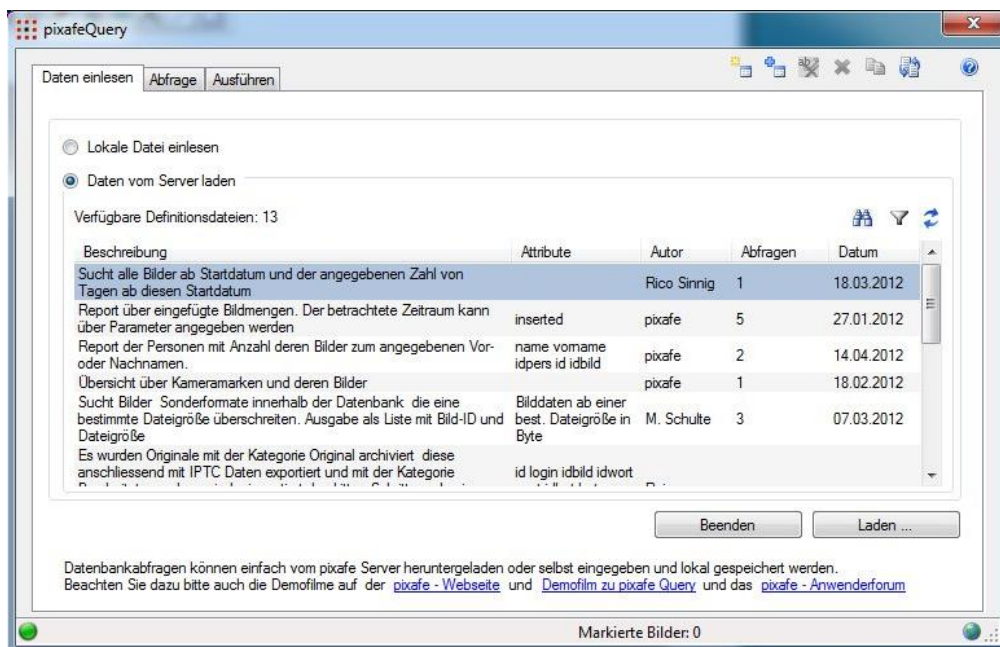 pixafeQuery
Daten einlesen Abfrage Ausführen
Lokale Datei einlesen
Daten vom Server laden
Verfügbare Definitionsdateien: 13
Beschreibung Attribute Autor Abfragen Datum
Sucht alle Bilder ab Startdatum und der angegebenen Zahl von
Tagen ab diesen Startdatum
Rico Sinnig 1 18.03.2012
Report über eingefügte Bildmengen. Der betrachtete Zeitraum kann
über Parameter angegeben werden
inserted pixafe 5 27.01.2012
Report der Personen mit Anzahl deren Bilder zum angegebenen Vor-
oder Nachnamen.
name vorname
idpers id idbild
pixafe 2 14.04.2012
Übersicht über Kameramarken und deren Bilder pixafe 1 18.02.2012
Sucht Bilder Sonderformate innerhalb der Datenbank die eine
bestimmte Dateigröße überschreiten. Ausgabe als Liste mit Bild-ID und
Dateigröße
Bilddaten ab einer
best. Dateigröße in
Byte
M. Schulte 3 07.03.2012
Es wurden Originale mit der Kategorie Original archiviert diese
anschliessend mit IPTC Daten exportiert und mit der Kategorie
id login idbild idwort
Beenden Laden ...
Datenbankabfragen können einfach vom pixafe Server heruntergeladen oder selbst eingegeben und lokal gespeichert werden.
Beachten Sie dazu bitte auch die Demofilme auf der pixafe - Webseite und Demofilm zu pixafe Query und das pixafe - Anwenderforum
Markierte Bilder: 0